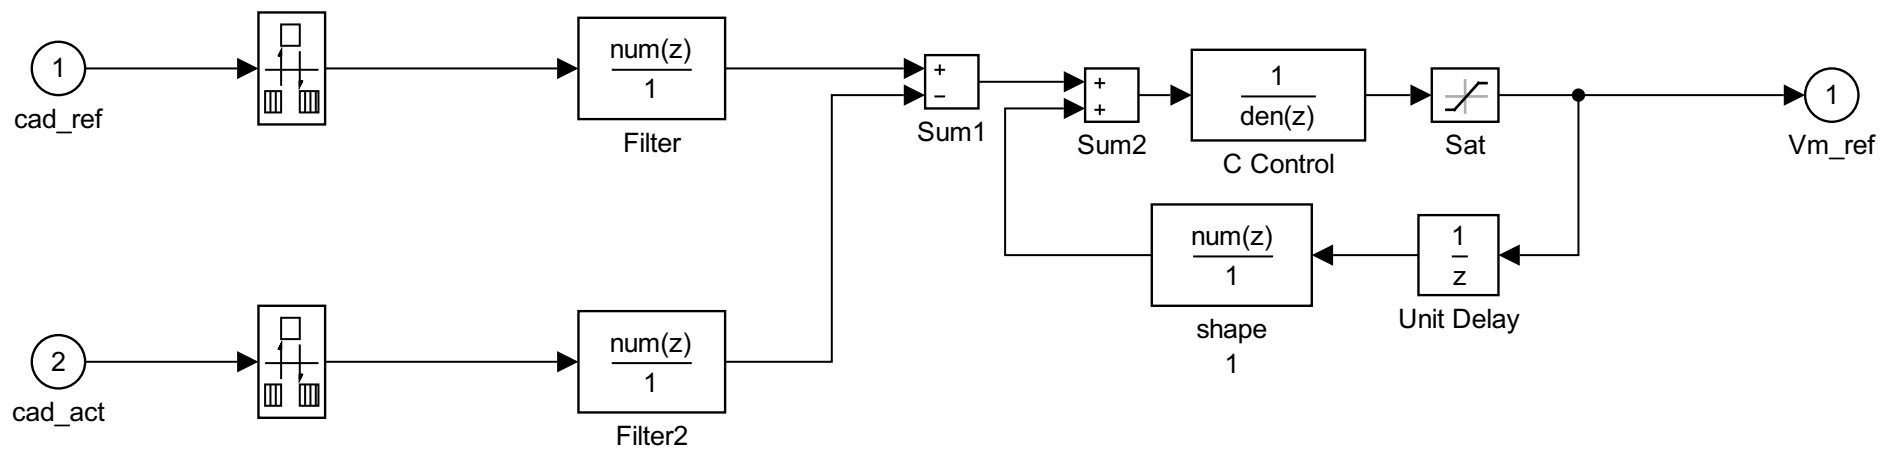 1
cad_ref
num(z)
1
Filter
+
−
Sum1
+
+
Sum2
1
den(z)
C Control
Sat
1
Vm_ref
num(z)
1
shape
1
1
z
Unit Delay
2
cad_act
num(z)
1
Filter2